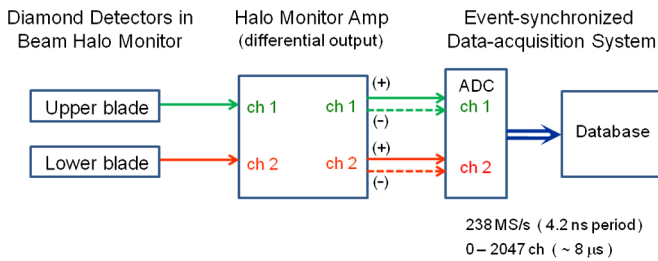 Diamond Detectors in
Beam Halo Monitor
Halo Monitor Amp
(differential output)
Event-synchronized
Data-acquisition System
Upper blade
Lower blade
ch 1
ch 1
ch 2
ch 2
(+)
(−)
(+)
(−)
ADC
ch 1
ch 2
Database
238 MS/s ( 4.2 ns period)
0 – 2047 ch ( ~ 8 μs)